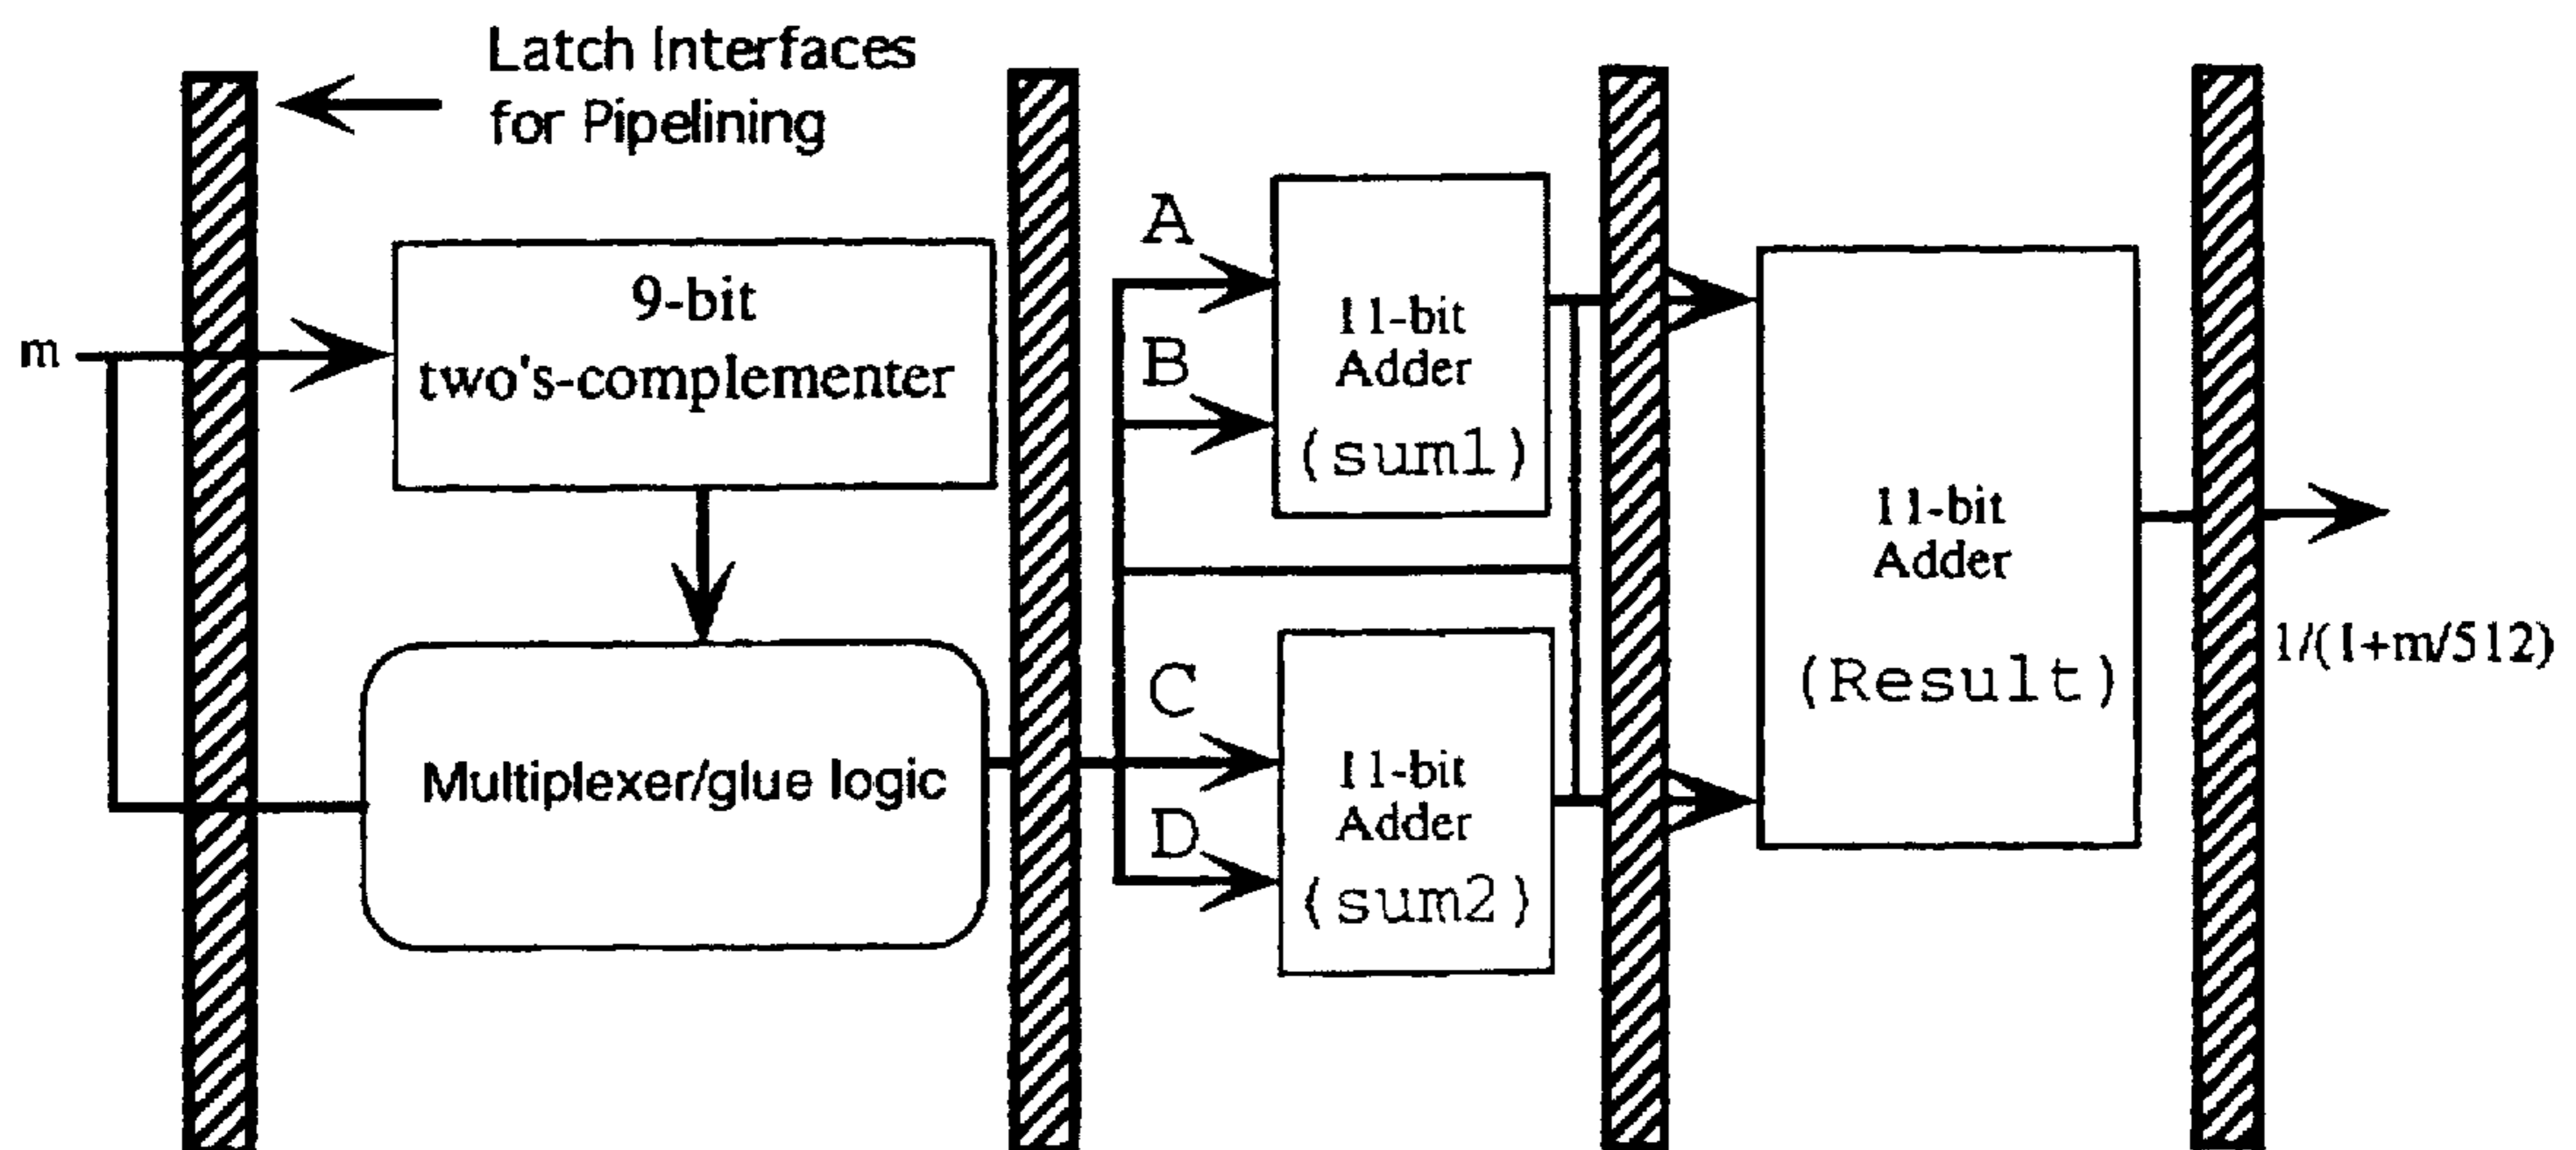 Latch Interfaces
for Pipelining
m
9-bit
two's-complementer
Multiplexer/glue logic
A
B
11-bit
Adder
(sum1)
C
D
11-bit
Adder
(sum2)
11-bit
Adder
(Result)
1/(1+m/512)